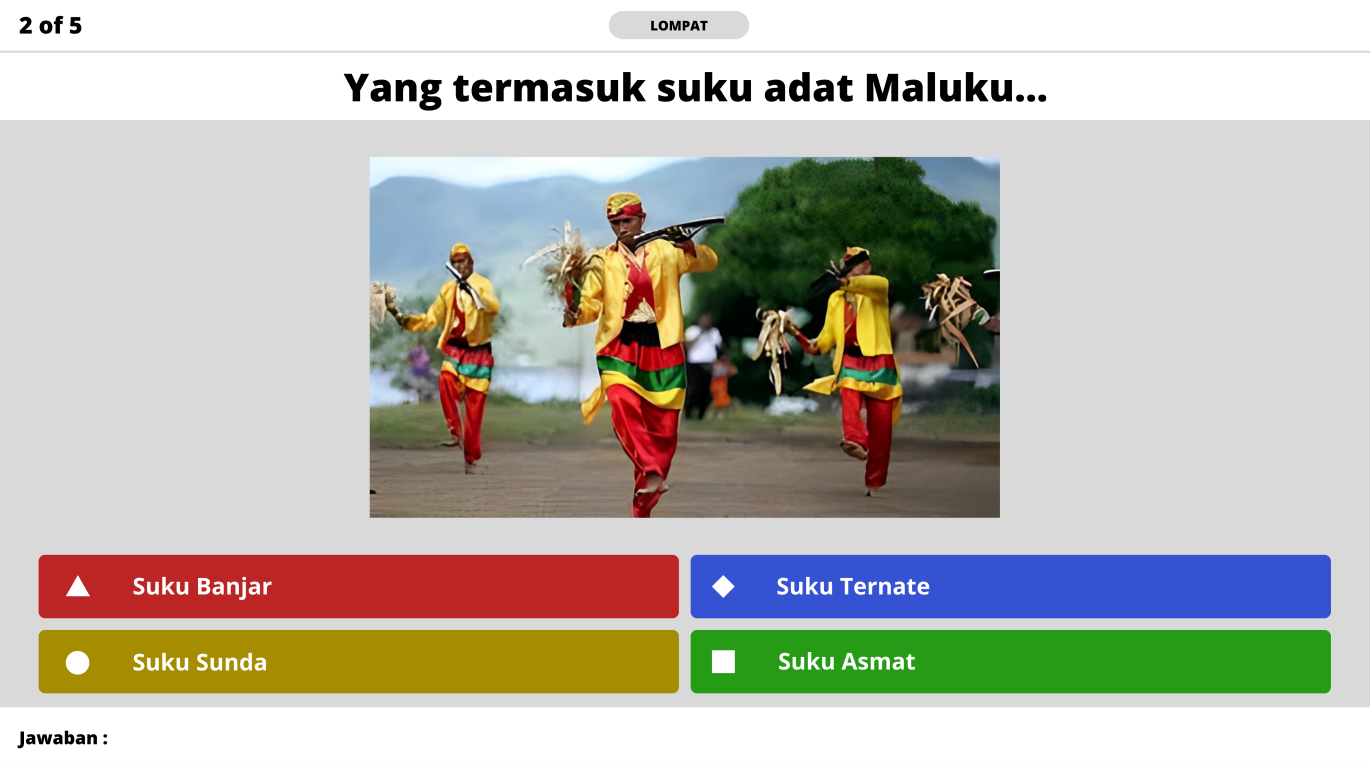 2 of 5
LOMPAT
Yang termasuk suku adat Maluku...
Suku Banjar
Suku Ternate
Suku Sunda
Suku Asmat
Jawaban :